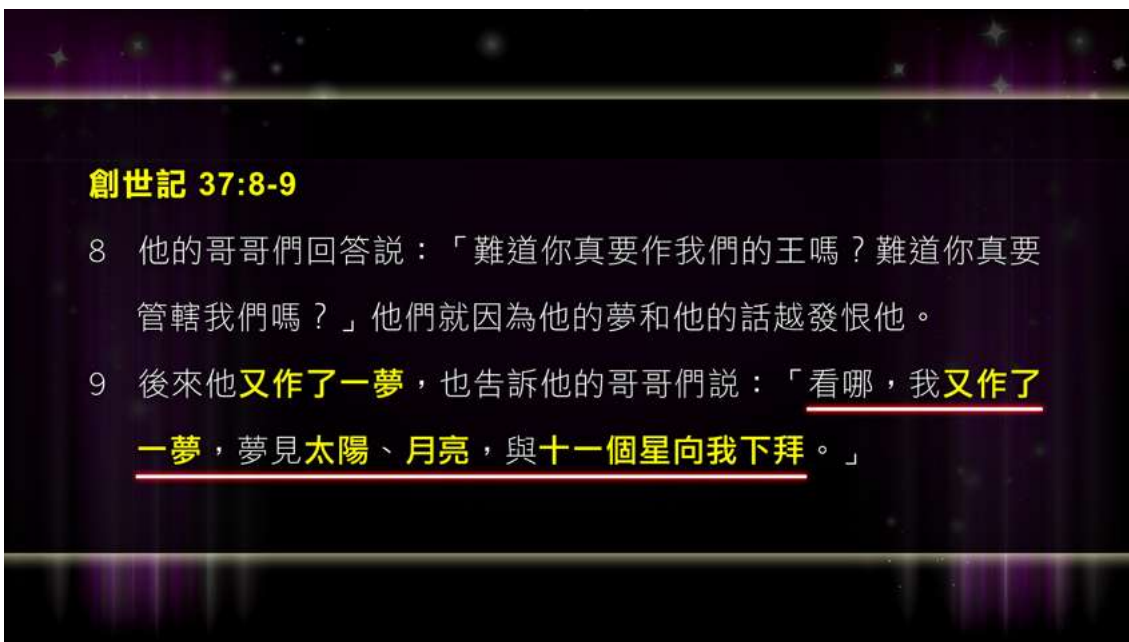 創世記 37:8-9
8 他的哥哥們回答説：「難道你真要作我們的王嗎？難道你真要
管轄我們嗎？」他們就因為他的夢和他的話越發恨他。
9 後來他又作了一夢，也告訴他的哥哥們説：「看哪，我又作了
一夢，夢見太陽、月亮，與十一個星向我下拜。」